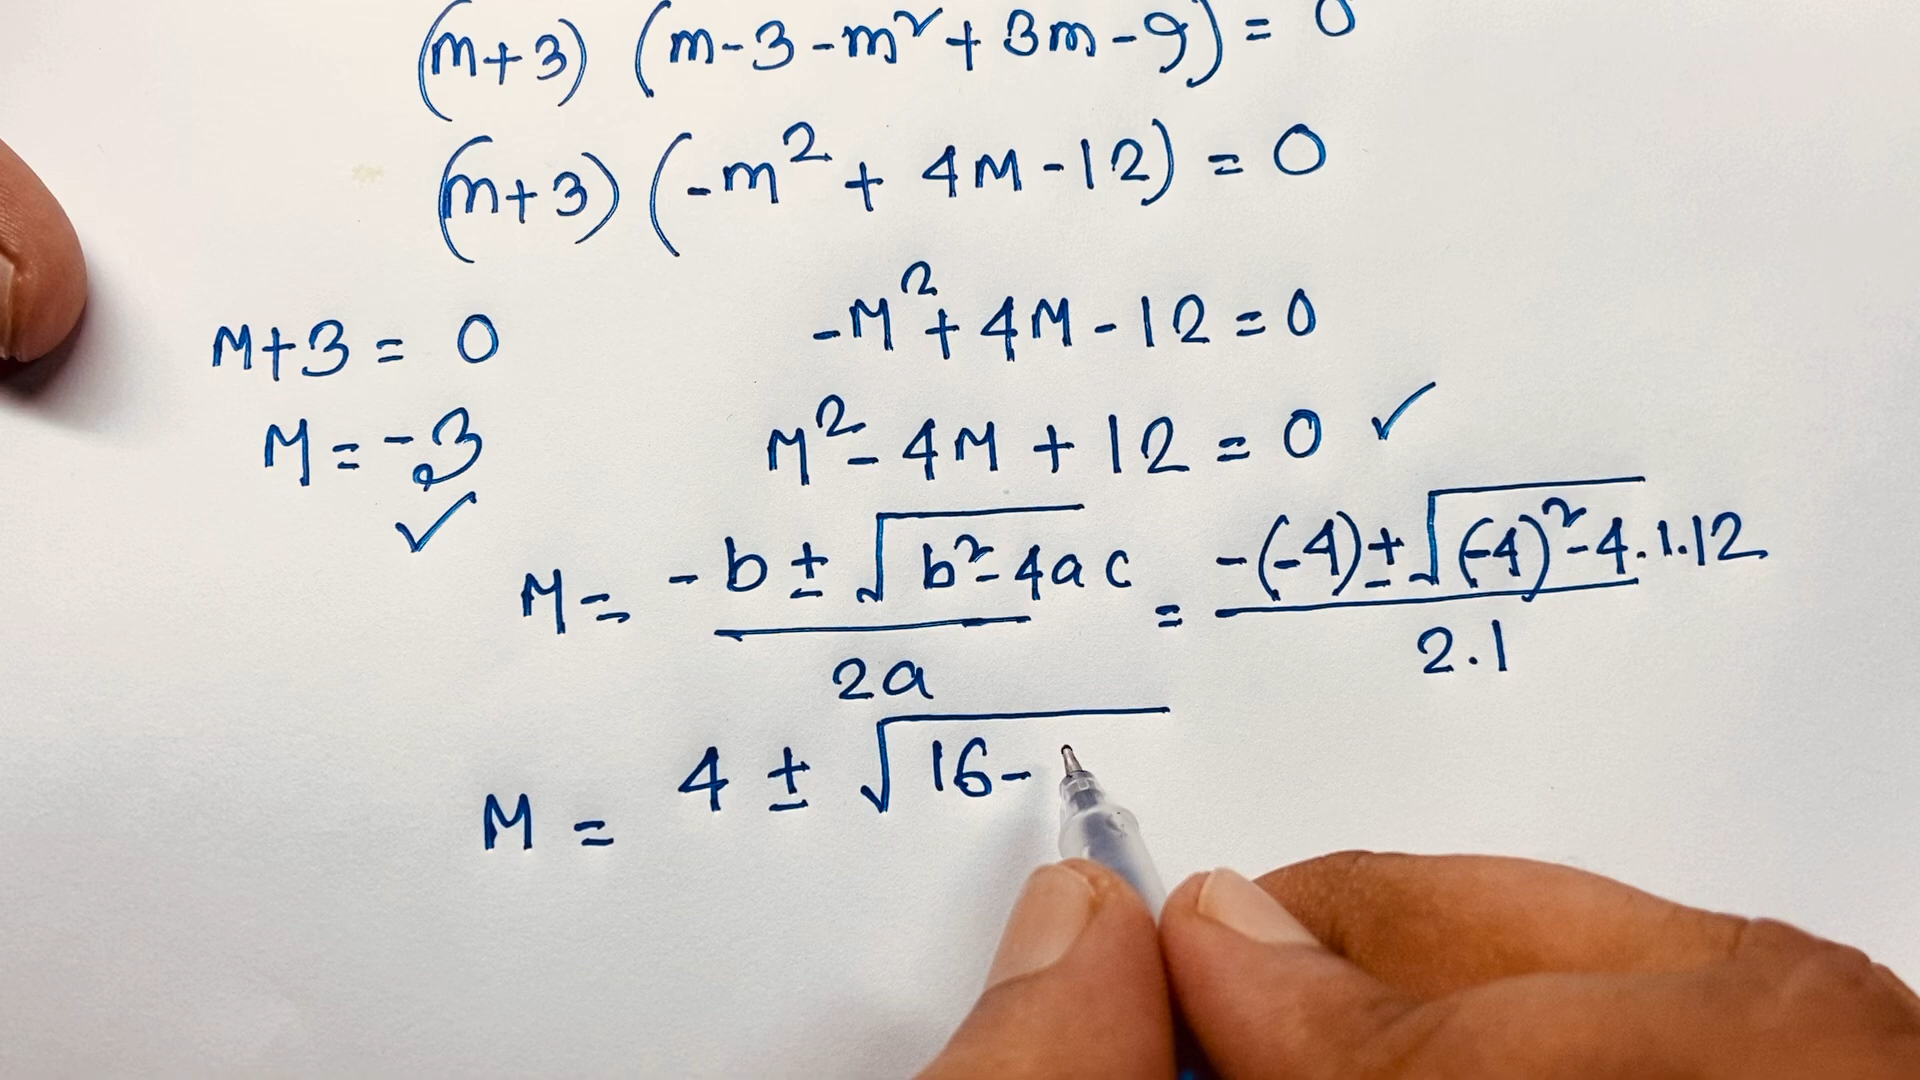 (m+3) (m-3-m²+3m-9) = 0
(m+3) (-m² + 4M-12) = 0
M+3 = 0    -M²+4M-12=0
M=-3    M²-4M+12=0 ✓
✓
M = (-b±√(b²-4ac))/(2a) = (-(-4)±√((-4)²-4.1.12))/(2.1)
M = 4 ± √(16-